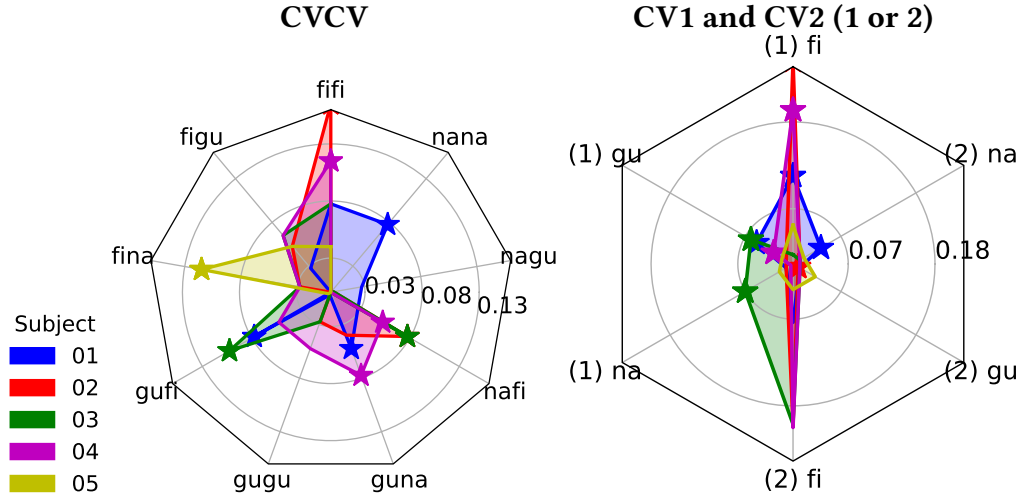 CVCV
CV1 and CV2 (1 or 2)
(1) fi
fifi
figu
nana
(1) gu
(2) na
fina
nagu
0.03
0.08
0.13
0.07
0.18
Subject
01
02
03
04
05
gufi
nafi
(1) na
(2) gu
gugu
guna
(2) fi